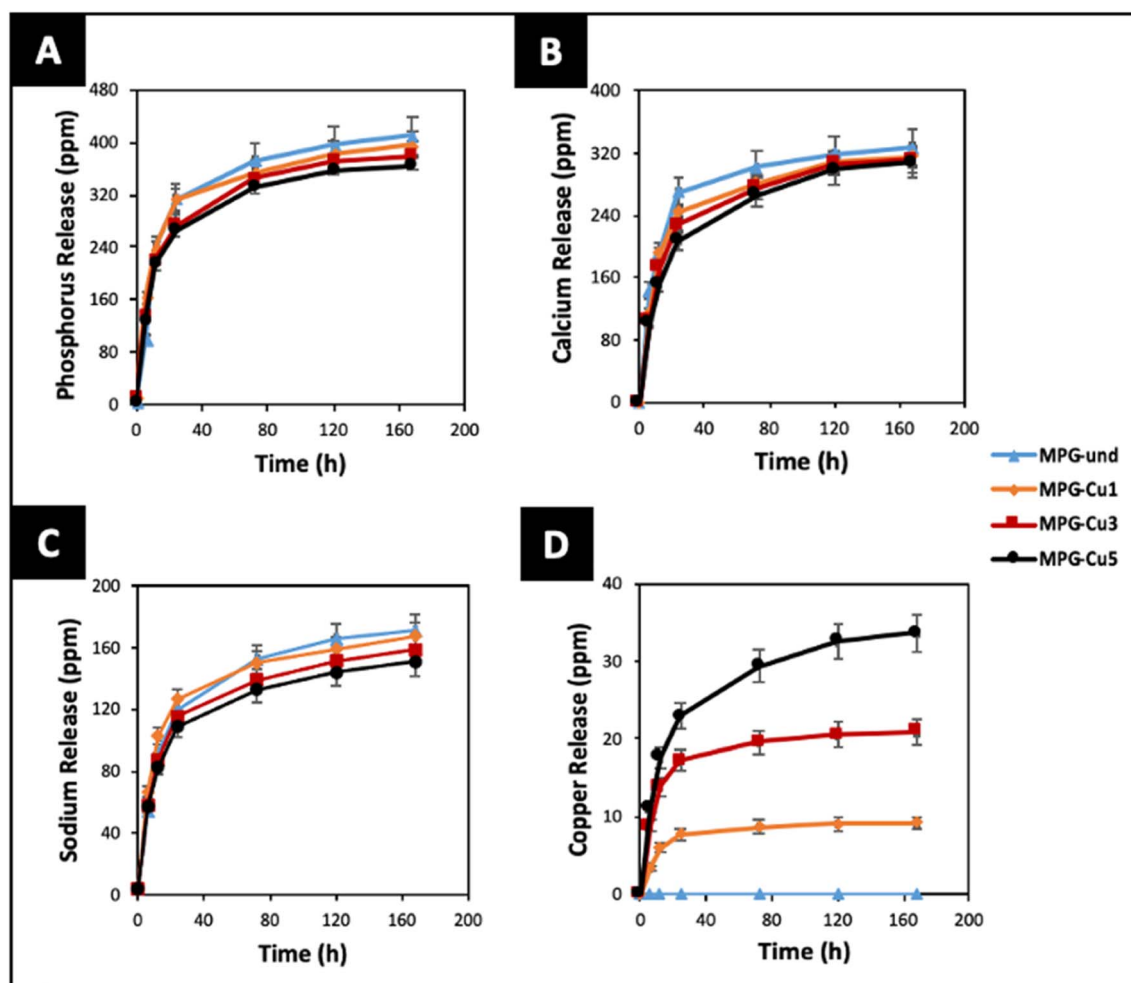 A
B
480
400
320
240
160
80
0
Phosphorus Release (ppm)
0 40 80 120 160 200
Time (h)
400
320
240
160
80
0
Calcium Release (ppm)
0 40 80 120 160 200
Time (h)
MPG-und
MPG-Cu1
MPG-Cu3
MPG-Cu5
C
D
200
160
120
80
40
0
Sodium Release (ppm)
0 40 80 120 160 200
Time (h)
40
30
20
10
0
Copper Release (ppm)
0 40 80 120 160 200
Time (h)